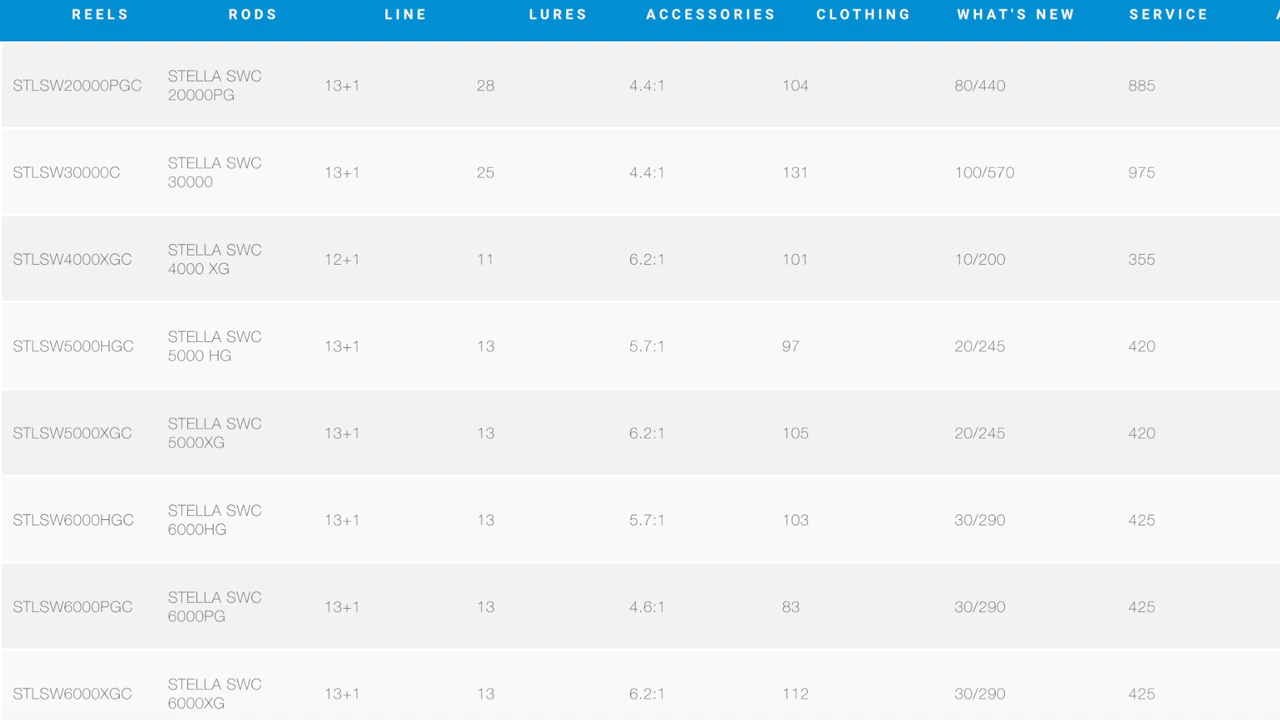 REELS RODS LINE LURES ACCESSORIES CLOTHING WHAT'S NEW SERVICE
STLSW20000PGC STELLA SWC 20000PG 13+1 28 4.4:1 104 80/440 885
STLSW30000C STELLA SWC 30000 13+1 25 4.4:1 131 100/570 975
STLSW4000XGC STELLA SWC 4000 XG 12+1 11 6.2:1 101 10/200 355
STLSW5000HGC STELLA SWC 5000 HG 13+1 13 5.7:1 97 20/245 420
STLSW5000XGC STELLA SWC 5000XG 13+1 13 6.2:1 105 20/245 420
STLSW6000HGC STELLA SWC 6000HG 13+1 13 5.7:1 103 30/290 425
STLSW6000PGC STELLA SWC 6000PG 13+1 13 4.6:1 83 30/290 425
STLSW6000XGC STELLA SWC 6000XG 13+1 13 6.2:1 112 30/290 425